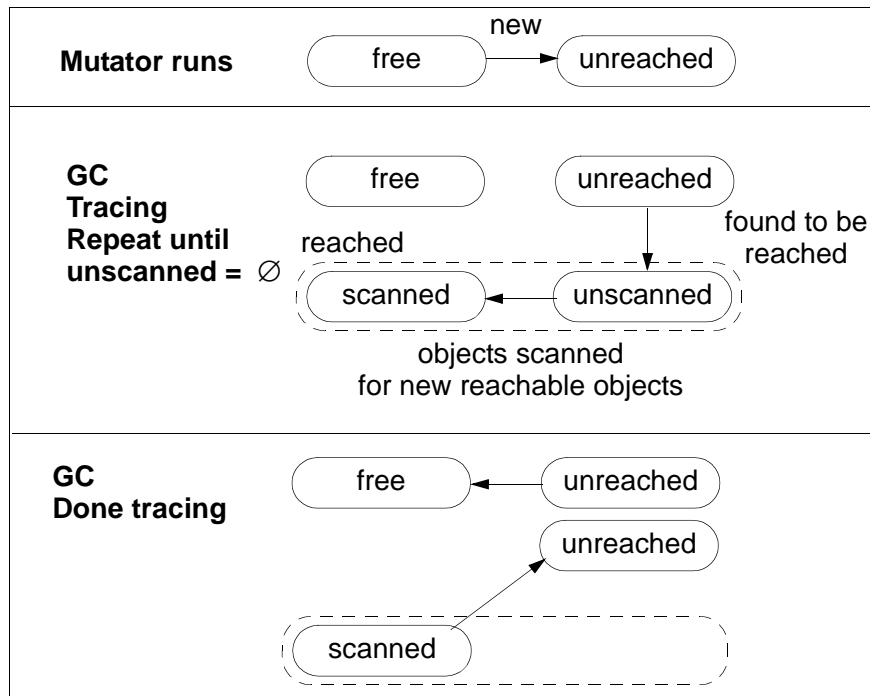 new
Mutator runs
free
unreached
GC
Tracing
Repeat until
unscanned = ∅
free
unreached
found to be
reached
reached
scanned
unscanned
objects scanned
for new reachable objects
GC
Done tracing
free
unreached
unreached
scanned